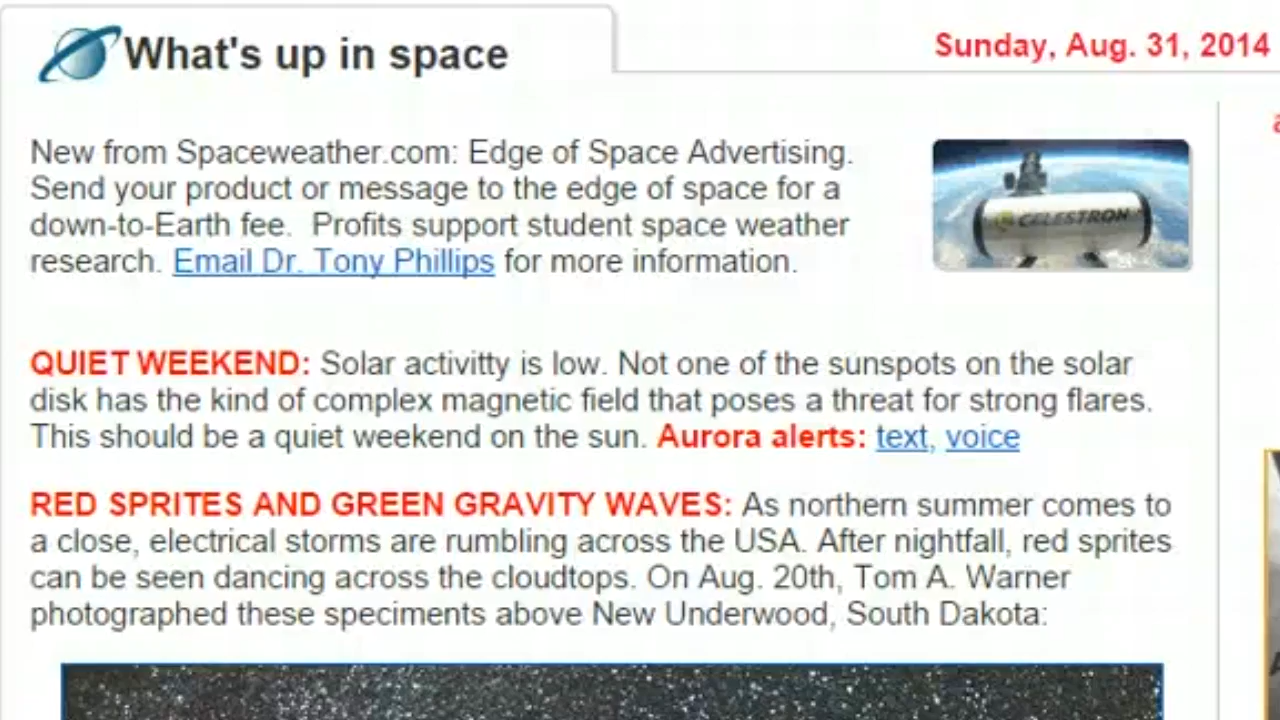 What's up in space
Sunday, Aug. 31, 2014
New from Spaceweather.com: Edge of Space Advertising.
Send your product or message to the edge of space for a
down-to-Earth fee. Profits support student space weather
research. Email Dr. Tony Phillips for more information.
CELESTRON
QUIET WEEKEND: Solar activitty is low. Not one of the sunspots on the solar
disk has the kind of complex magnetic field that poses a threat for strong flares.
This should be a quiet weekend on the sun. Aurora alerts: text, voice
RED SPRITES AND GREEN GRAVITY WAVES: As northern summer comes to
a close, electrical storms are rumbling across the USA. After nightfall, red sprites
can be seen dancing across the cloudtops. On Aug. 20th, Tom A. Warner
photographed these speciments above New Underwood, South Dakota: